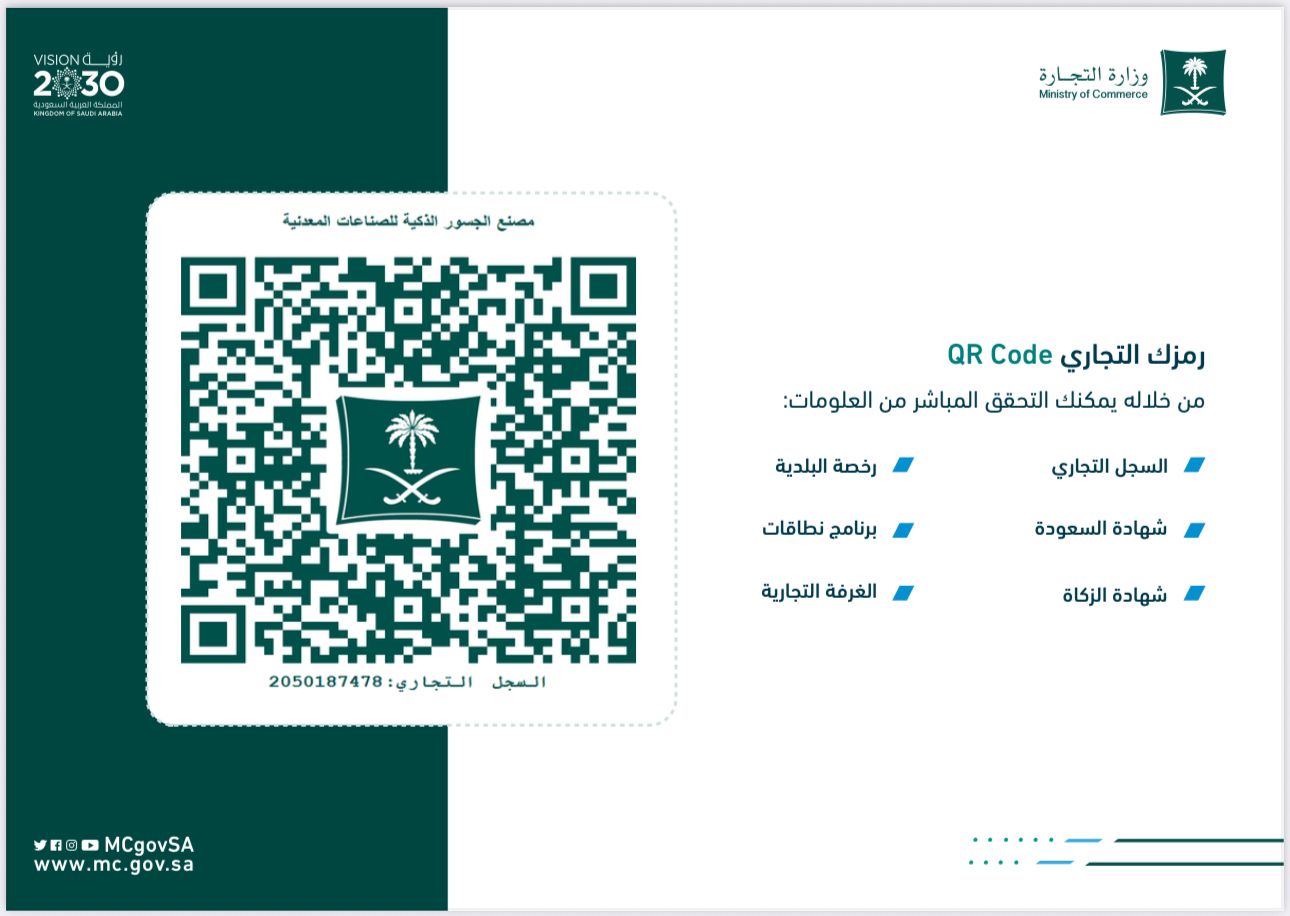 VISION رؤيــة
2030
المملكة العربية السعودية
KINGDOM OF SAUDI ARABIA
وزارة التجــارة
Ministry of Commerce
مصنع الجسور الذكية للصناعات المعدنية
السجل التجاري:2050187478
رمزك التجاري QR Code
من خلاله يمكنك التحقق المباشر من العلومات:
السجل التجاري
شهادة السعودة
شهادة الزكاة
رخصة البلدية
برنامج نطاقات
الغرفة التجارية
MCgovSA
www.mc.gov.sa